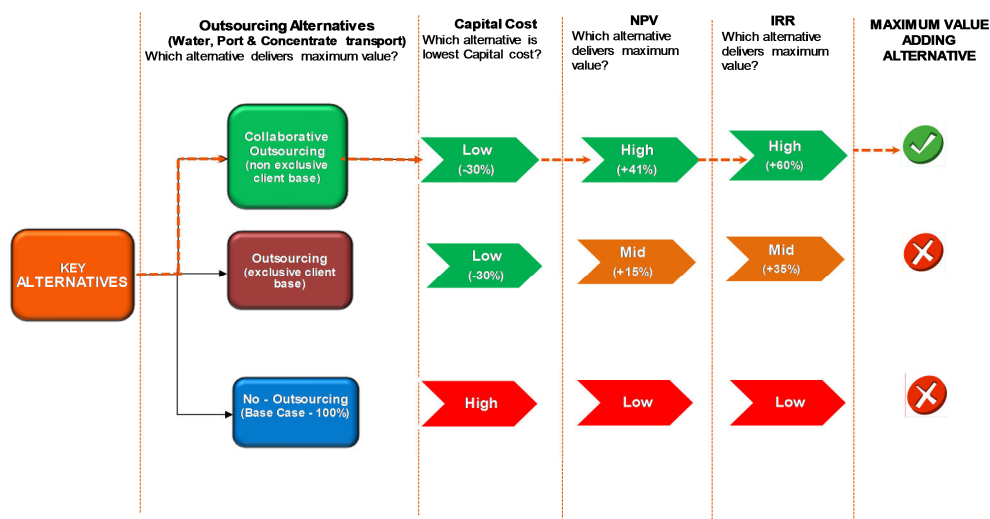 Outsourcing Alternatives
(Water, Port & Concentrate transport)
Which alternative delivers maximum value?
Capital Cost
Which alternative is
lowest Capital cost?
NPV
Which alternative
delivers maximum
value?
IRR
Which alternative
delivers maximum
value?
MAXIMUM VALUE
ADDING
ALTERNATIVE
KEY
ALTERNATIVES
Collaborative
Outsourcing
(non exclusive
client base)
Low
(-30%)
High
(+41%)
High
(+60%)
Outsourcing
(exclusive client
base)
Low
(-30%)
Mid
(+15%)
Mid
(+35%)
No - Outsourcing
(Base Case - 100%)
High
Low
Low